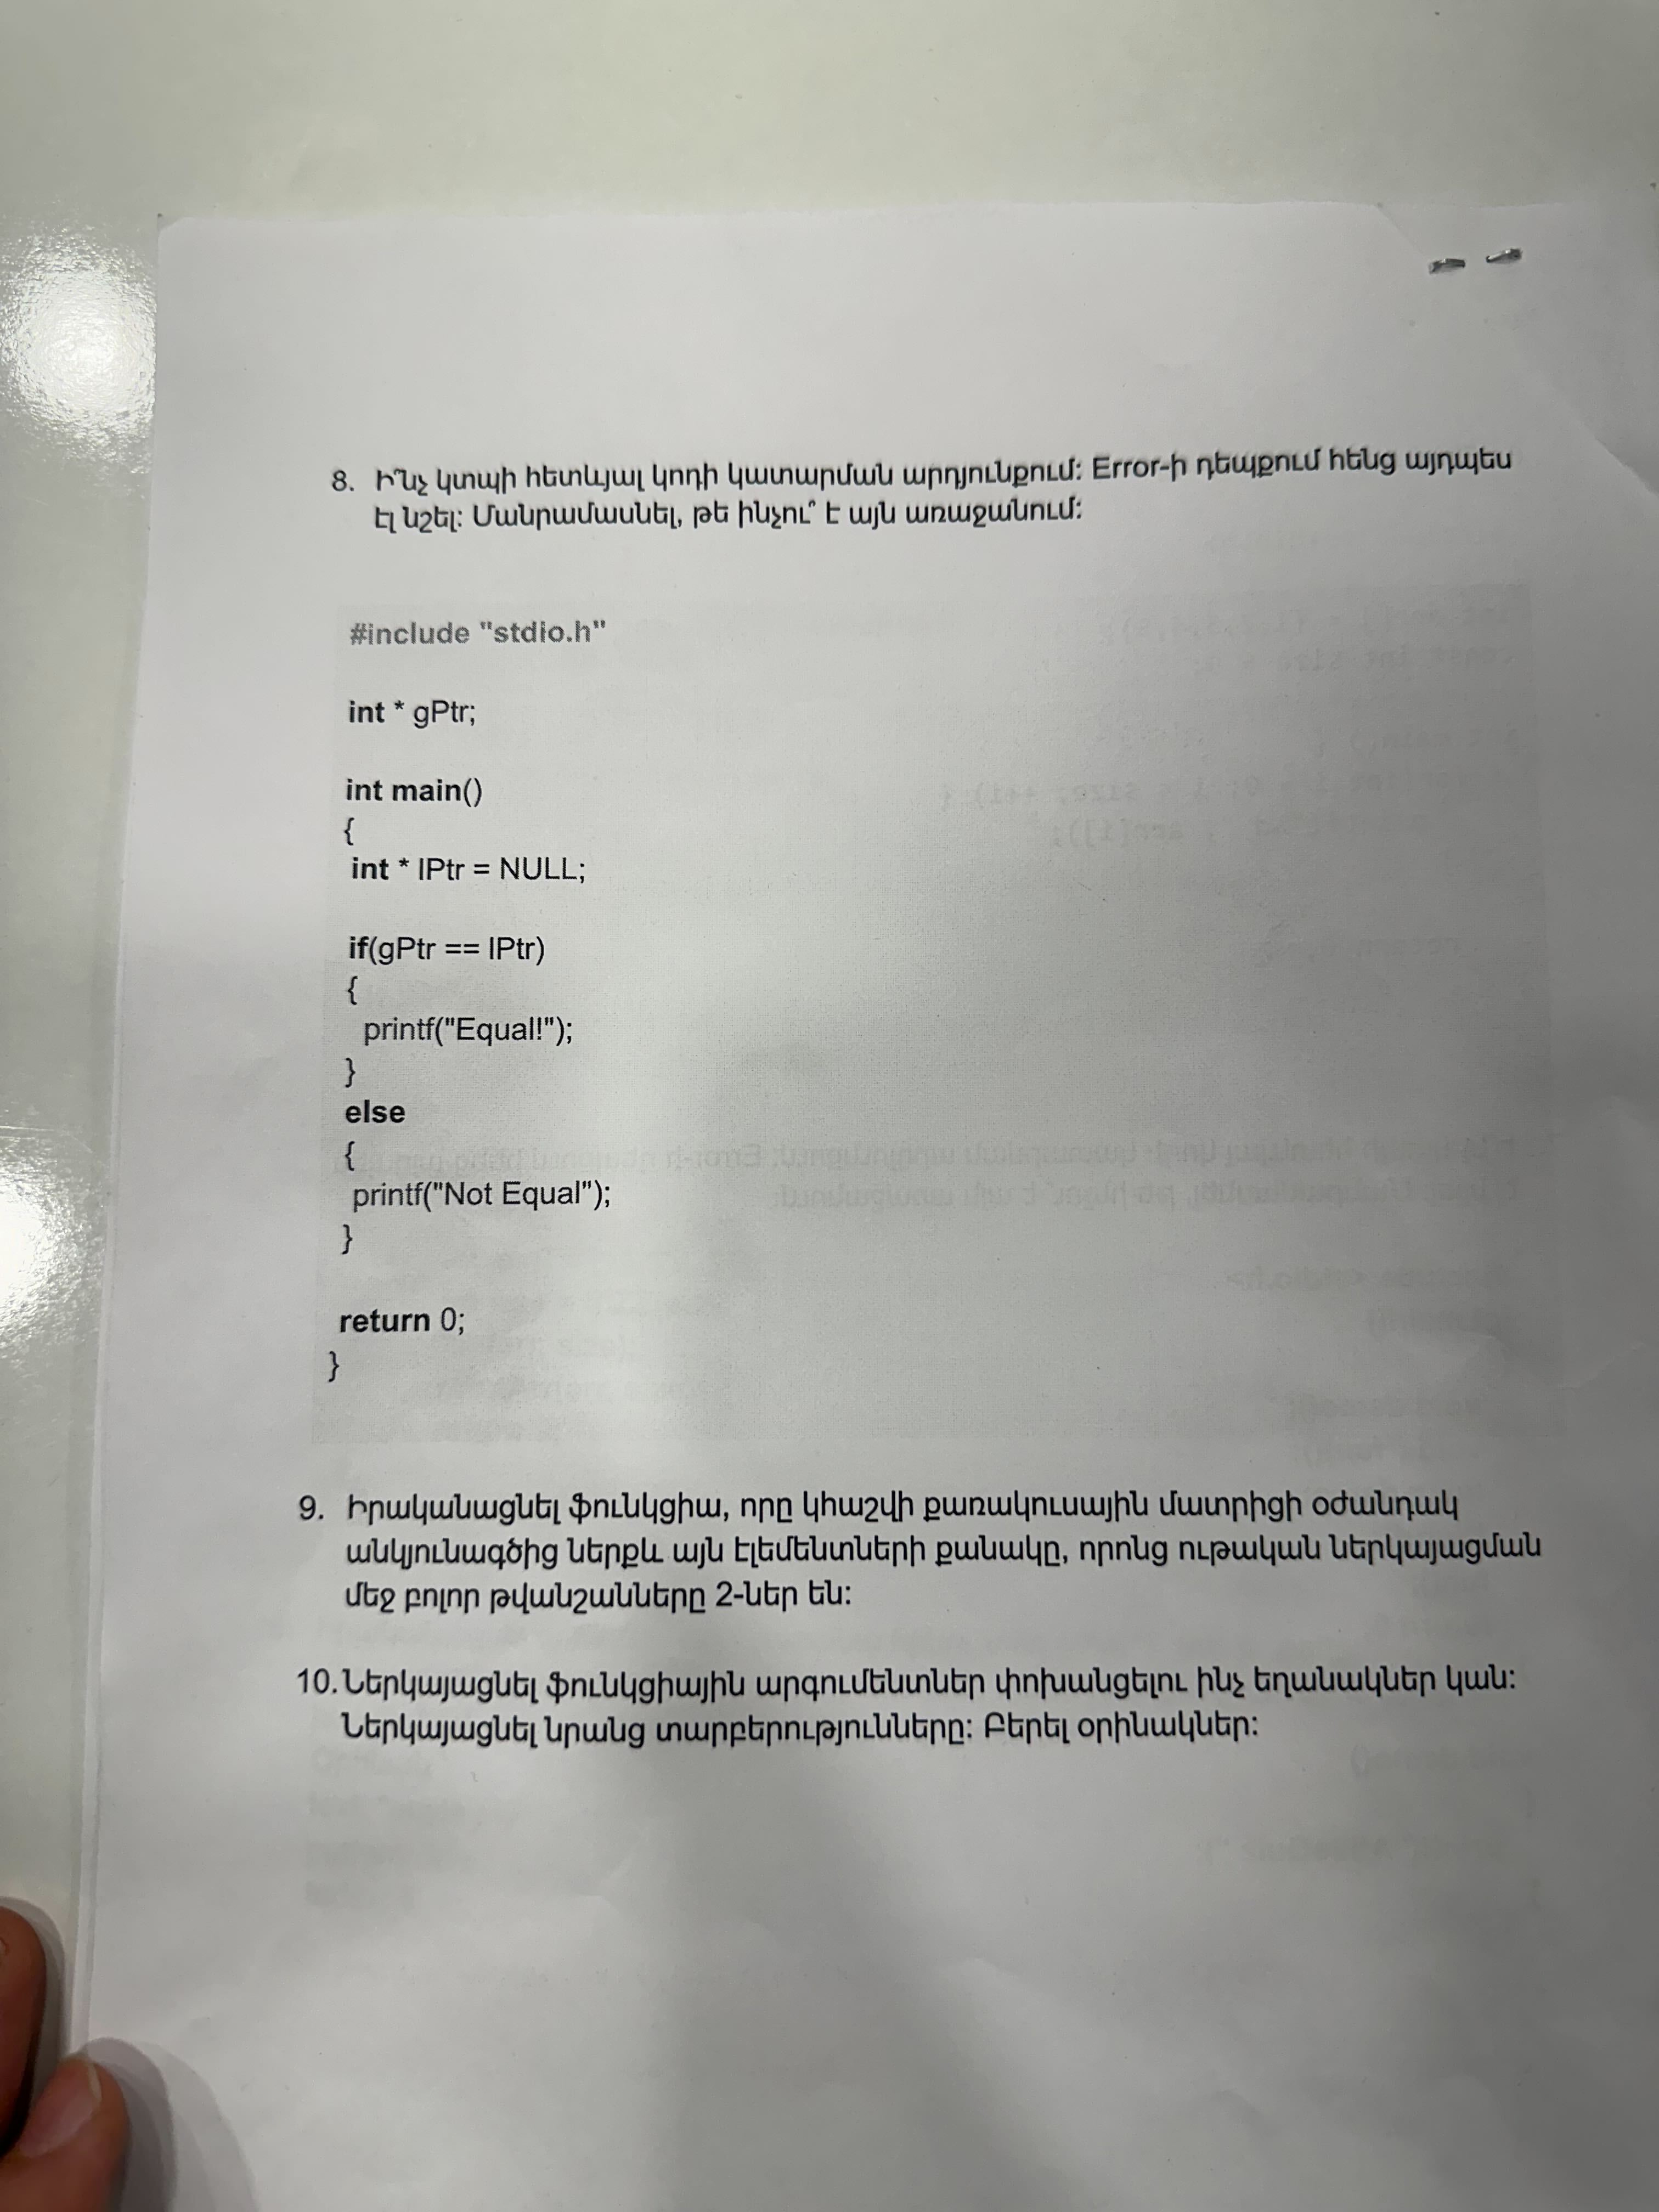 8. Ի՞նչ կտպի հետևյալ կոդի կատարման արդյունքում: Error-ի դեպքում հենց այդպես
էլ նշել: Մանրամասնել, թե ինչու՞ է այն առաջանում:
#include "stdio.h"
int * gPtr;
int main()
{
int * lPtr = NULL;
if(gPtr == lPtr)
{
printf("Equal!");
}
else
{
printf("Not Equal");
}
return 0;
}
9. Իրականացնել ֆունկցիա, որը կհաշվի քառակուսային մատրիցի օժանդակ
անկյունագծից ներքև այն էլեմենտների քանակը, որոնց ութական ներկայացման
մեջ բոլոր թվանշանները 2-ներ են:
10. Ներկայացնել ֆունկցիային արգումենտներ փոխանցելու ինչ եղանակներ կան:
Ներկայացնել նրանց տարբերությունները: Բերել օրինակներ: